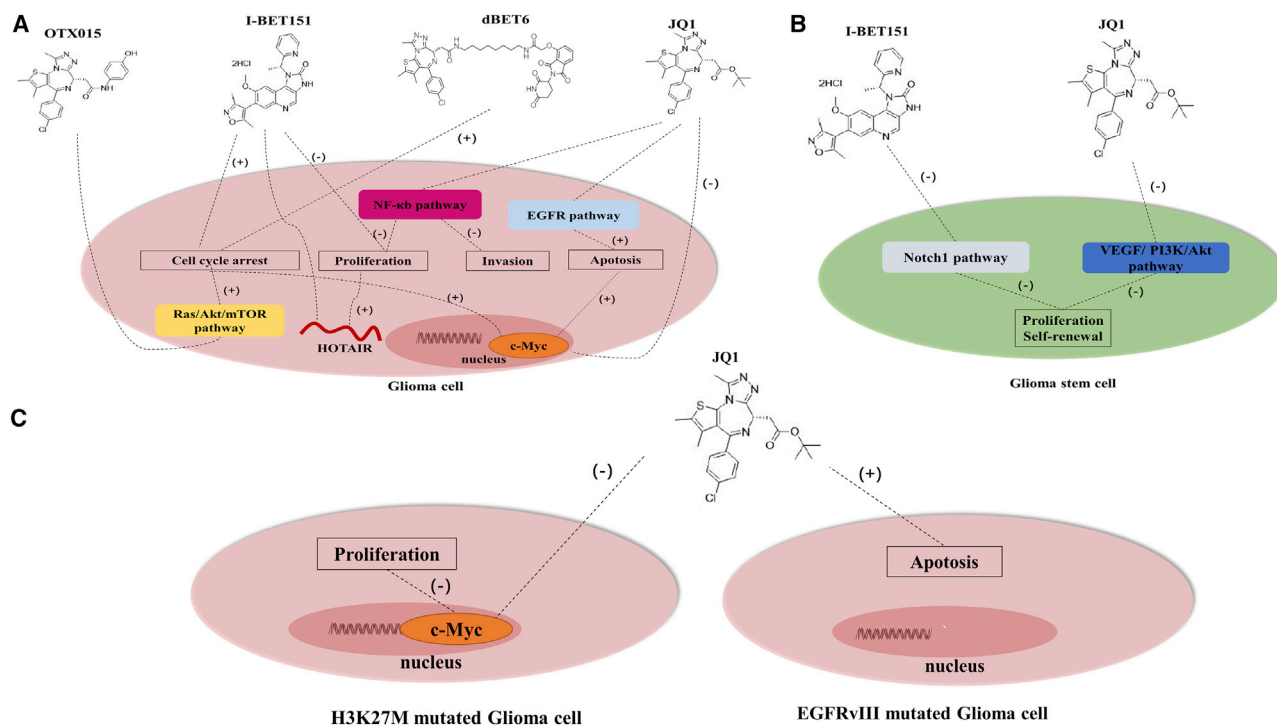 A
OTX015
I-BET151
dBET6
JQ1
2HCl
(+)
(-)
(+)
(-)
NF-κb pathway
EGFR pathway
(-)
(-)
(+)
Cell cycle arrest
Proliferation
Invasion
Apotosis
(+)
(+)
(+)
(+)
Ras/Akt/mTOR
pathway
HOTAIR
c-Myc
nucleus
Glioma cell
B
I-BET151
JQ1
2HCl
(-)
(-)
Notch1 pathway
VEGF/ PI3K/Akt
pathway
(-)
(-)
Proliferation
Self-renewal
Glioma stem cell
C
JQ1
(-)
(+)
Proliferation
(-)
c-Myc
nucleus
H3K27M mutated Glioma cell
Apotosis
nucleus
EGFRvIII mutated Glioma cell